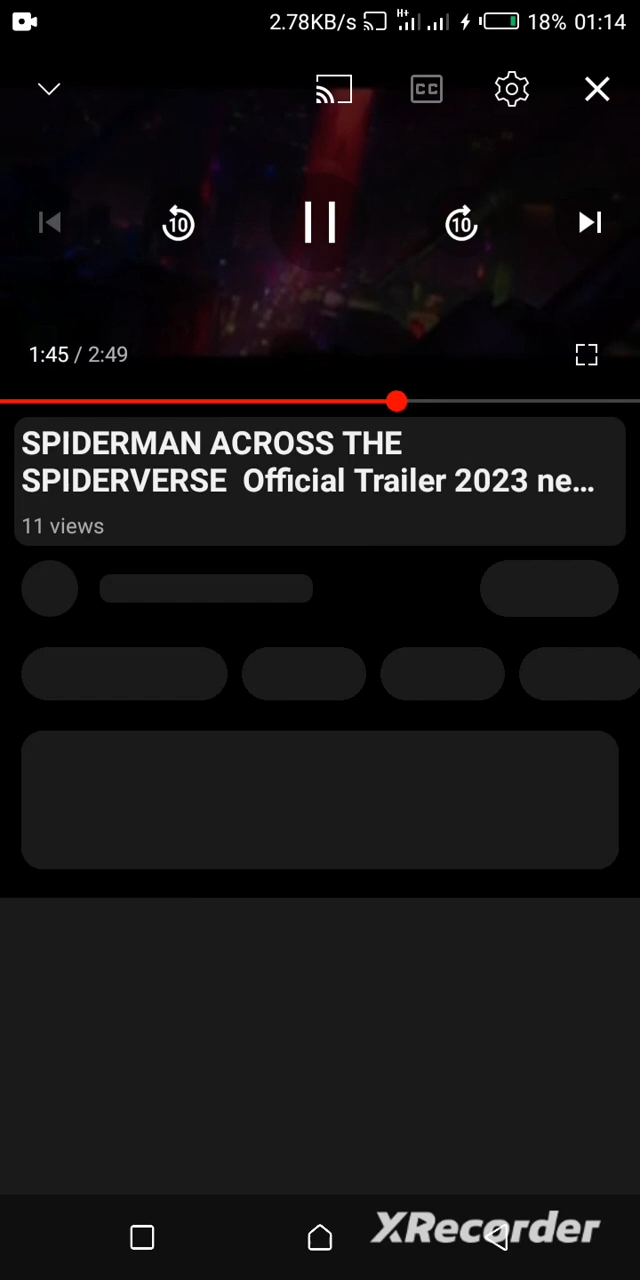 2.78KB/s H+ 18% 01:14
CC
10 10
1:45 / 2:49
SPIDERMAN ACROSS THE
SPIDERVERSE Official Trailer 2023 ne...
11 views
XRecorder